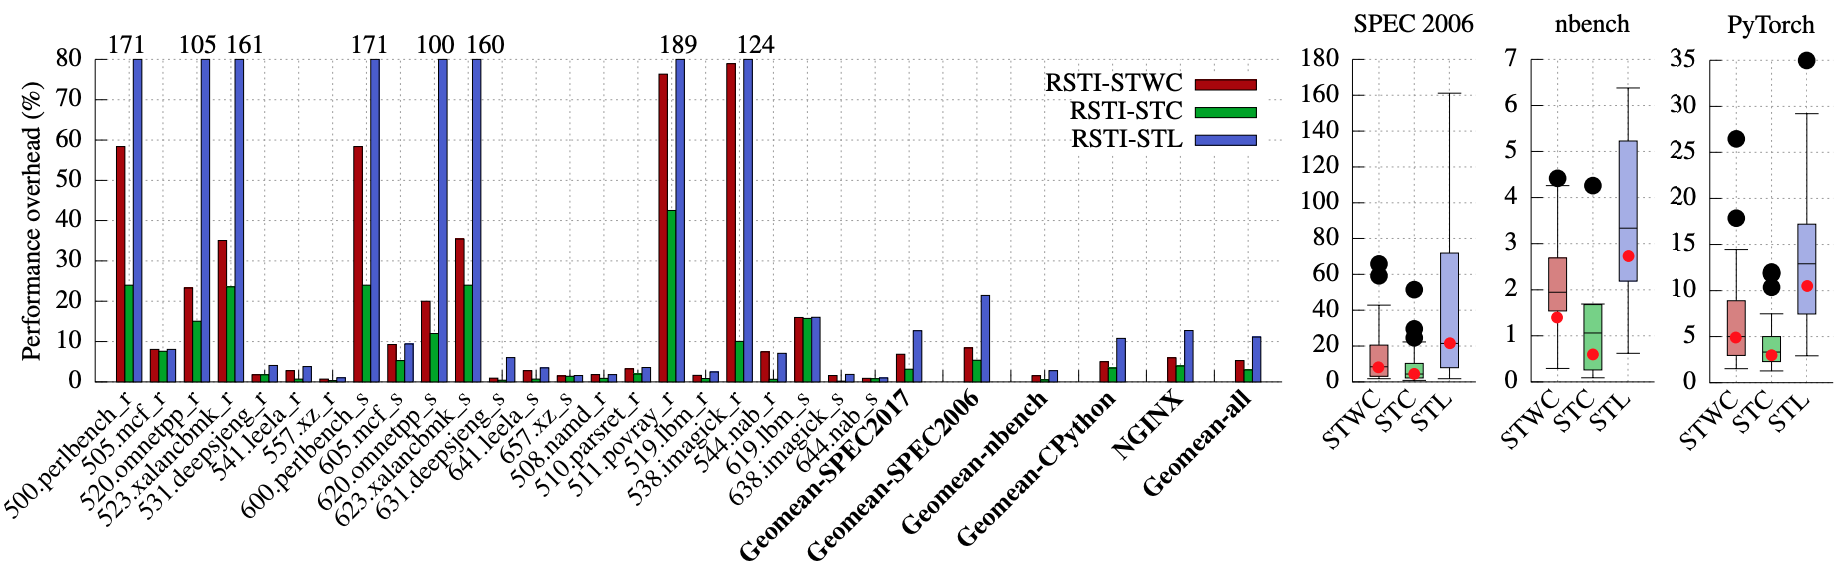 171 105 161 171 100 160 189 124
80
70
60
50
40
30
20
10
0
Performance overhead (%)
RSTI-STWC
RSTI-STC
RSTI-STL
500.perlbench_r
505.mcf_r
520.omnetpp_r
523.xalancbmk_r
531.deepsjeng_r
541.leela_r
557.xz_r
600.perlbench_s
605.mcf_s
620.omnetpp_s
623.xalancbmk_s
631.deepsjeng_s
641.leela_s
657.xz_s
508.namd_r
510.parsret_r
511.povray_r
519.lbm_r
538.imagick_r
544.nab_r
619.lbm_s
638.imagick_s
644.nab_s
Geomean-SPEC2017
Geomean-SPEC2006
Geomean-nbench
Geomean-CPython
NGINX
Geomean-all
SPEC 2006
180
160
140
120
100
80
60
40
20
0
STWC
STC
STL
nbench
7
6
5
4
3
2
1
0
STWC
STC
STL
PyTorch
35
30
25
20
15
10
5
0
STWC
STC
STL